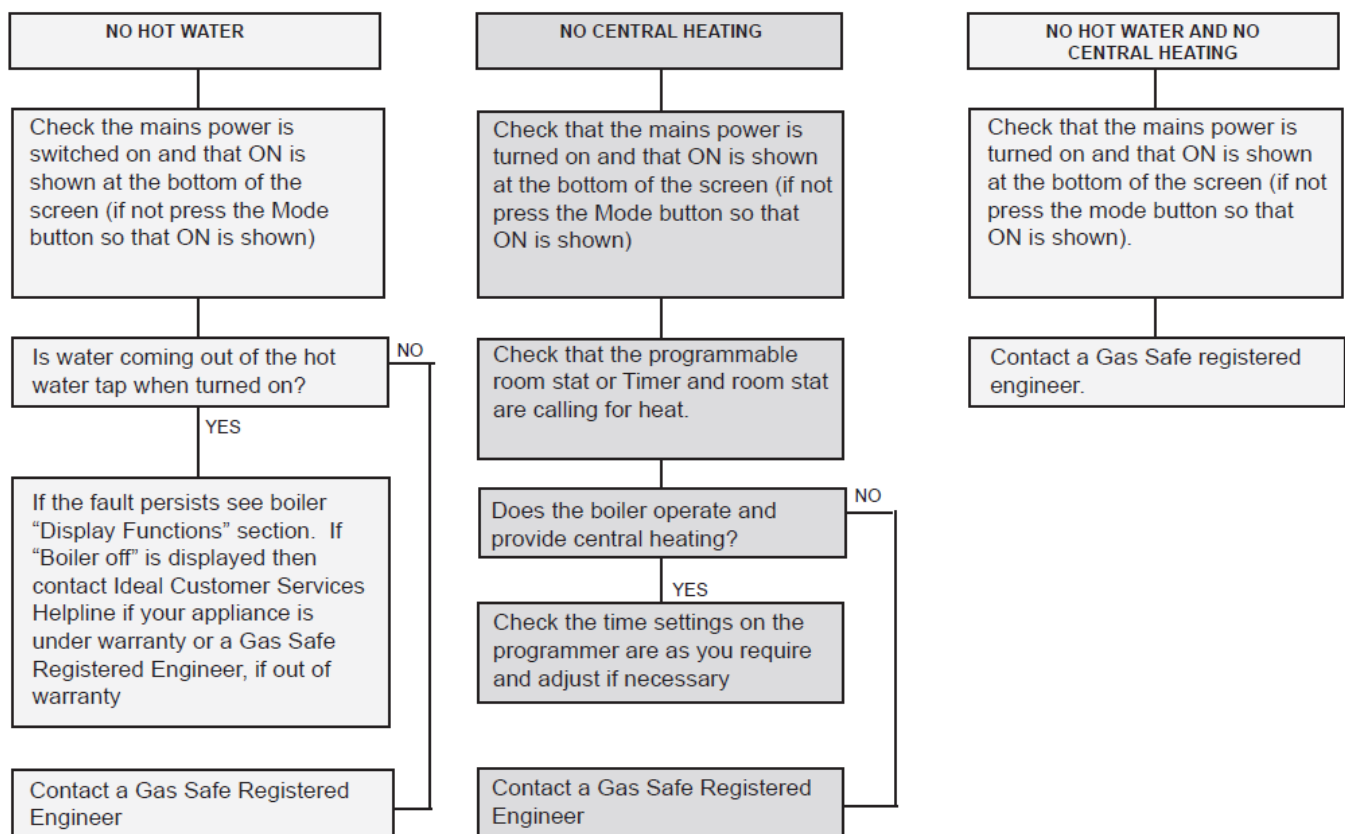 NO HOT WATER
Check the mains power is
switched on and that ON is
shown at the bottom of the
screen (if not press the Mode
button so that ON is shown)
Is water coming out of the hot
water tap when turned on?
NO
YES
If the fault persists see boiler
“Display Functions” section. If
“Boiler off” is displayed then
contact Ideal Customer Services
Helpline if your appliance is
under warranty or a Gas Safe
Registered Engineer, if out of
warranty
Contact a Gas Safe Registered
Engineer
NO CENTRAL HEATING
Check that the mains power is
turned on and that ON is shown
at the bottom of the screen (if not
press the Mode button so that
ON is shown)
Check that the programmable
room stat or Timer and room stat
are calling for heat.
Does the boiler operate and
provide central heating?
NO
YES
Check the time settings on the
programmer are as you require
and adjust if necessary
Contact a Gas Safe Registered
Engineer
NO HOT WATER AND NO
CENTRAL HEATING
Check that the mains power is
turned on and that ON is shown
at the bottom of the screen (if not
press the mode button so that
ON is shown).
Contact a Gas Safe registered
engineer.